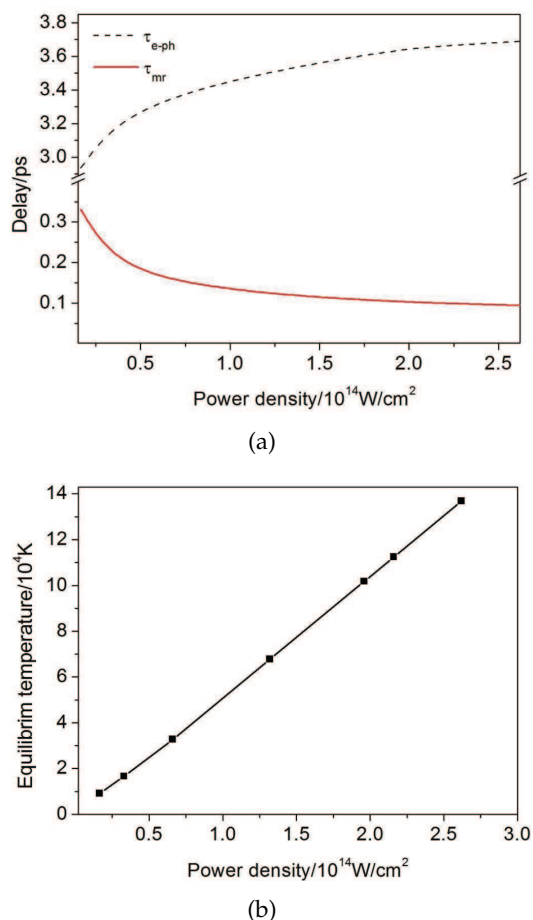 3.8
3.6
3.4
3.2
3.0
0.3
0.2
0.1
Delay/ps
τe-ph
τmr
0.5 1.0 1.5 2.0 2.5
Power density/10¹⁴W/cm²
(a)
14
12
10
8
6
4
2
0
Equilibrim temperature/10⁴K
0.5 1.0 1.5 2.0 2.5 3.0
Power density/10¹⁴W/cm²
(b)